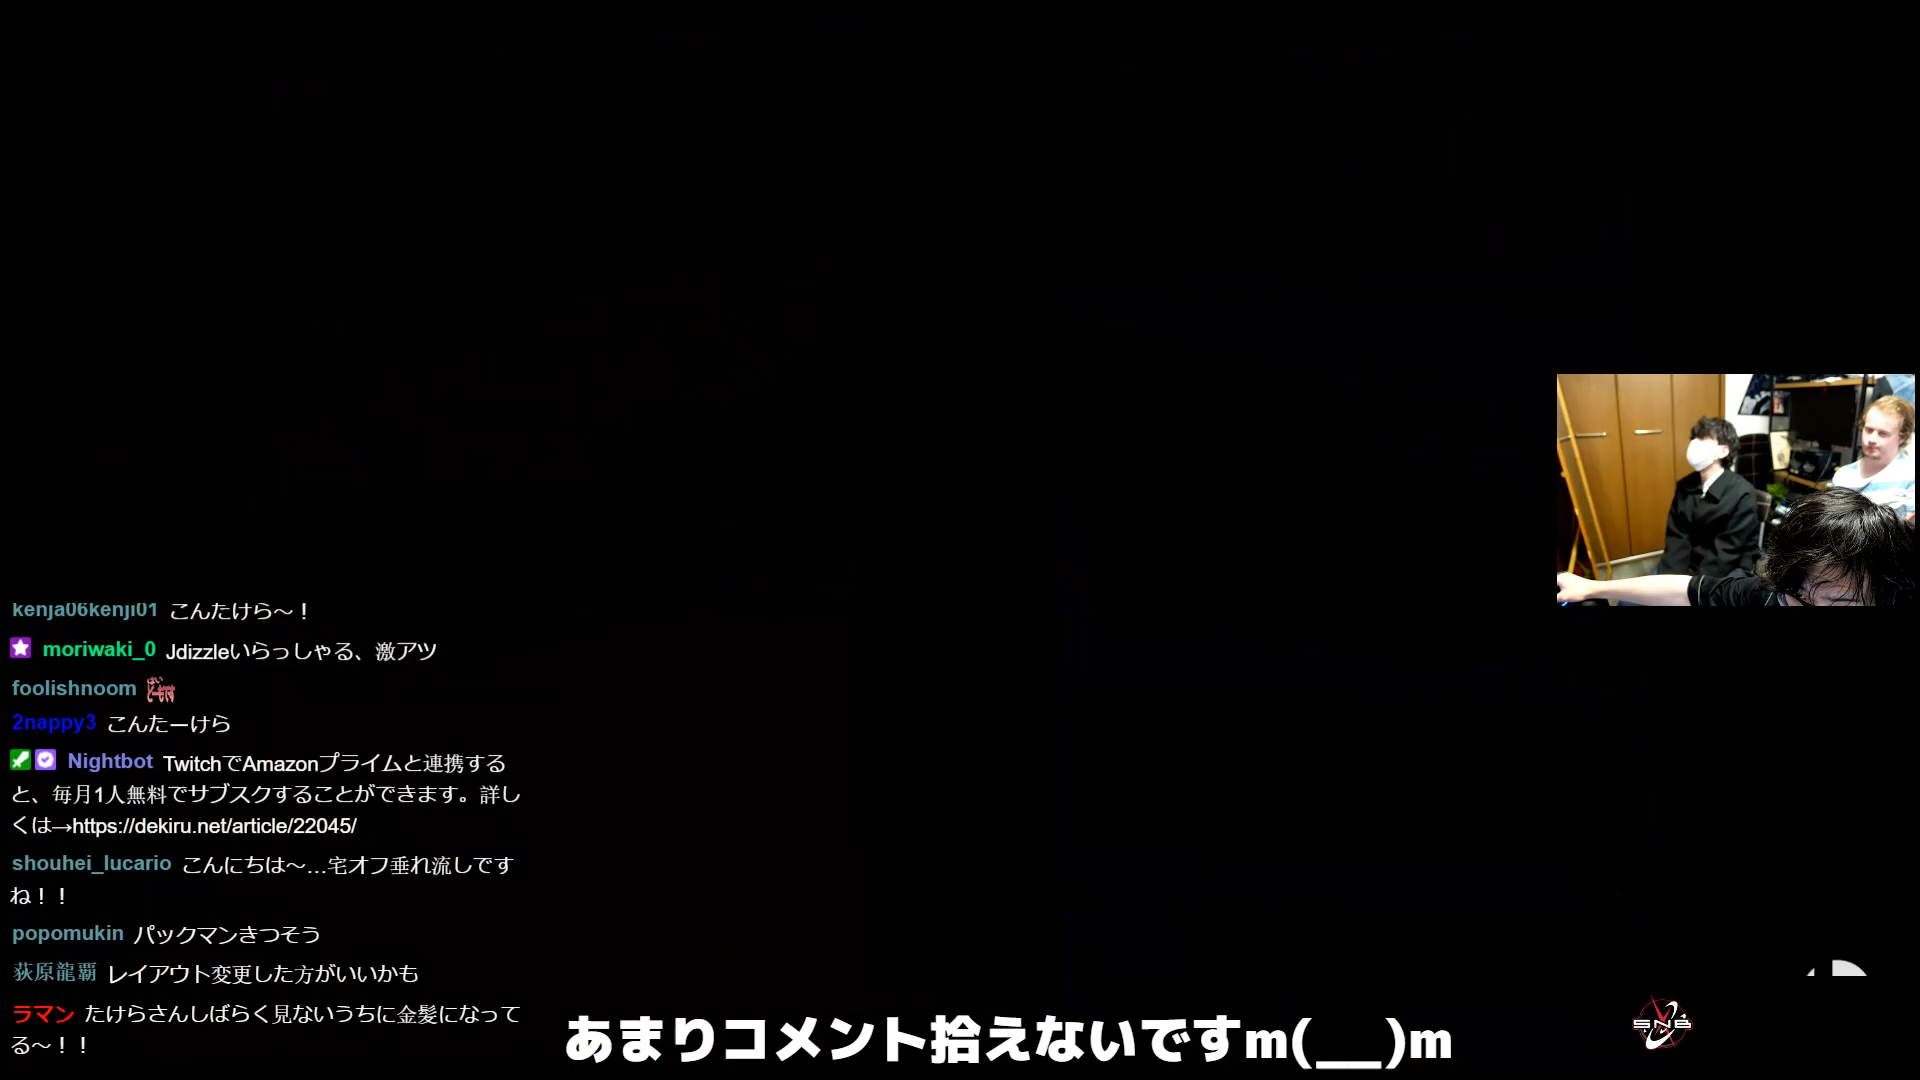 kenja06kenji01 こんたけら～！
moriwaki_0 Jdizzleいらっしゃる、激アツ
foolishnoom
2nappy3 こんたーけら
Nightbot TwitchでAmazonプライムと連携する
と、毎月1人無料でサブスクすることができます。詳し
くは→https://dekiru.net/article/22045/
shouhei_lucario こんにちは～…宅オフ垂れ流しです
ね！！
popomukin パックマンきつそう
荻原龍覇 レイアウト変更した方がいいかも
ラマン たけらさんしばらく見ないうちに金髪になって
る～！！
あまりコメント拾えないですm(__)m
SNB